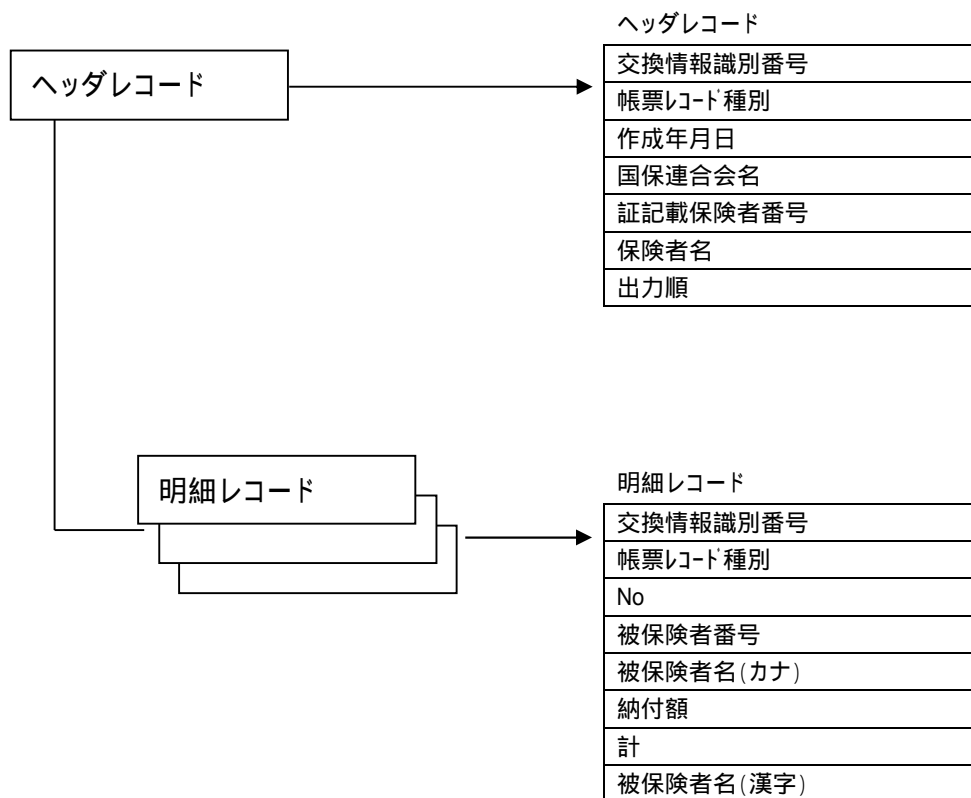 ヘッダレコード
ヘッダレコード
交換情報識別番号
帳票ﾚｺｰﾄﾞ種別
作成年月日
国保連合会名
証記載保険者番号
保険者名
出力順
明細レコード
明細レコード
交換情報識別番号
帳票ﾚｺｰﾄﾞ種別
No
被保険者番号
被保険者名(カナ)
納付額
計
被保険者名(漢字)